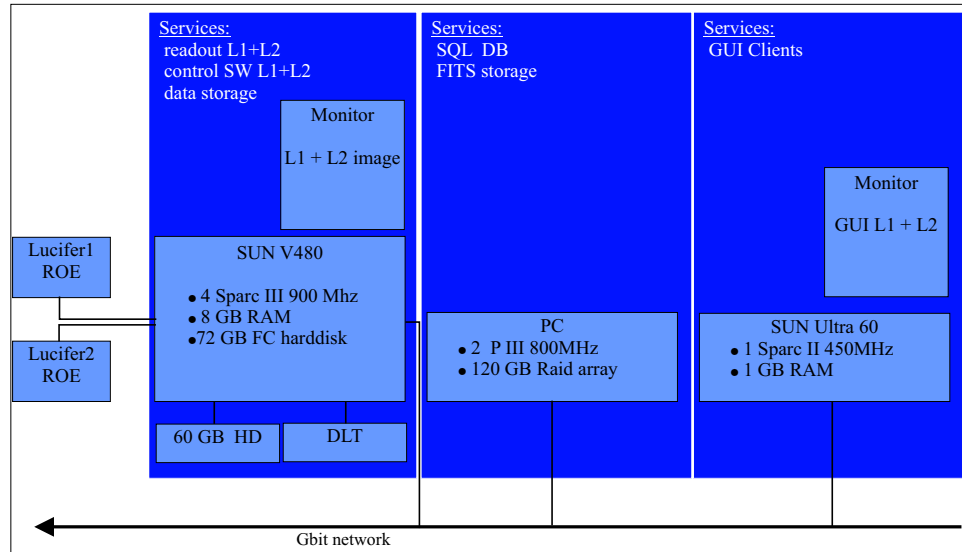 Services:
readout L1+L2
control SW L1+L2
data storage
Monitor
L1 + L2 image
Lucifer1
ROE
Lucifer2
ROE
SUN V480
● 4 Sparc III 900 Mhz
● 8 GB RAM
●72 GB FC harddisk
60 GB HD
DLT
Services:
SQL DB
FITS storage
PC
● 2 P III 800MHz
● 120 GB Raid array
Services:
GUI Clients
Monitor
GUI L1 + L2
SUN Ultra 60
● 1 Sparc II 450MHz
● 1 GB RAM
Gbit network